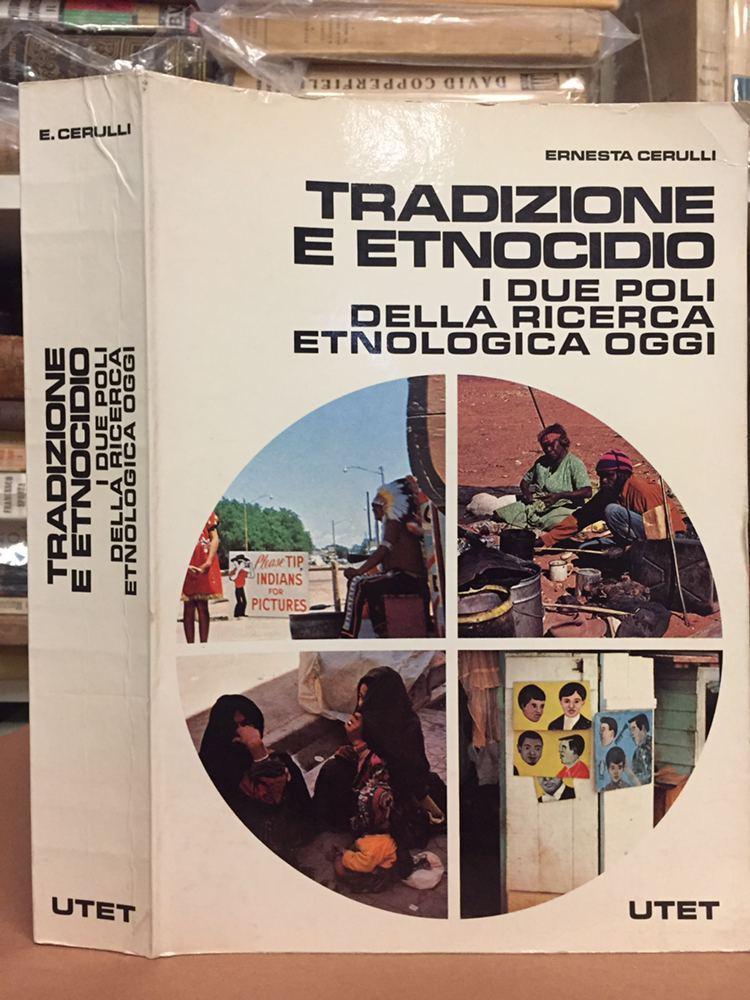 DAVID COPPERFIEL
E. CERULLI
TRADIZIONE
E ETNOCIDIO
I DUE POLI
DELLA RICERCA
ETNOLOGICA OGGI
UTET
ERNESTA CERULLI
TRADIZIONE
E ETNOCIDIO
I DUE POLI
DELLA RICERCA
ETNOLOGICA OGGI
Please TIP
INDIANS
FOR
PICTURES
UTET